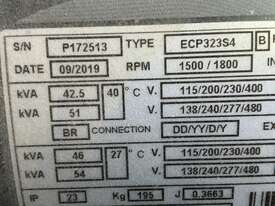 S/N P172513 TYPE ECP323S4 B
DATE 09/2019 RPM 1500 / 1800
kVA 42.5 40 °C V. 115/200/230/400
kVA 51 V. 138/240/277/480
BR CONNECTION DD/YY/D/Y
kVA 46 27 °C V. 115/200/230/400
kVA 54 V. 138/240/277/480
IP 23 Kg 195 J 0.3663